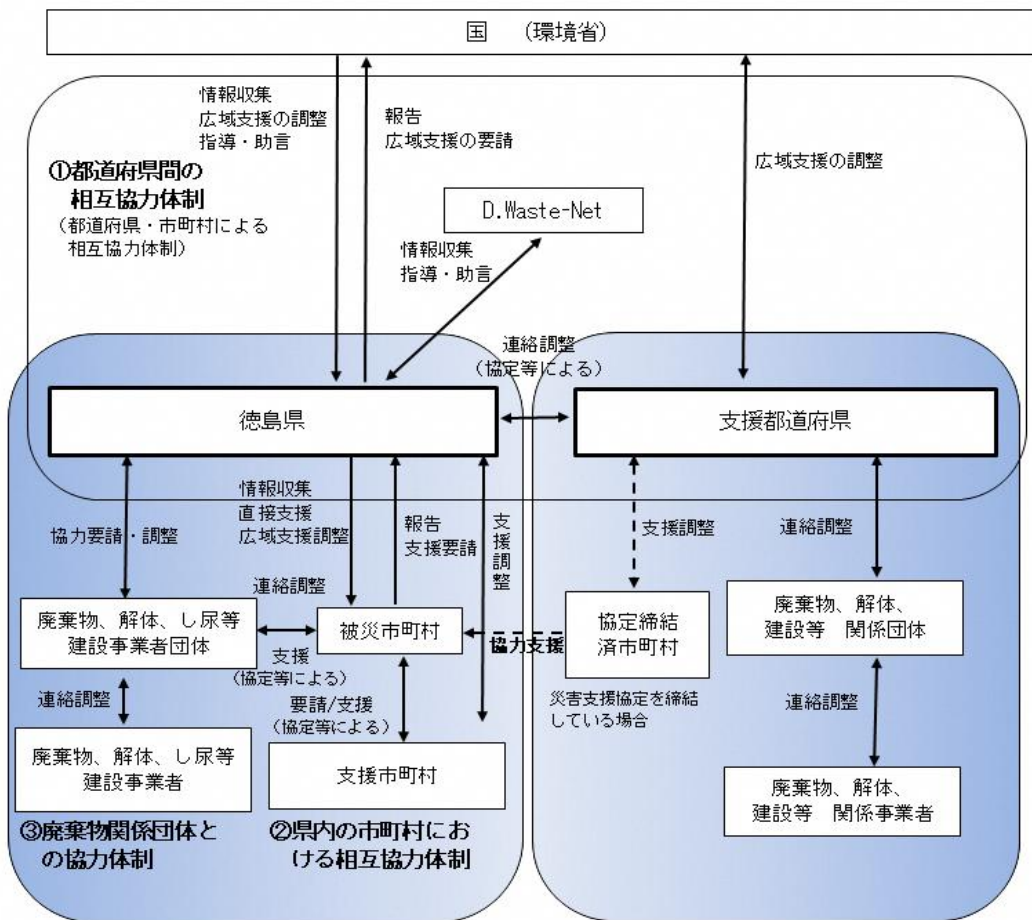 国　（環境省）
情報収集
広域支援の調整
指導・助言
報告
広域支援の要請
広域支援の調整
①都道府県間の
相互協力体制
（都道府県・市町村による
相互協力体制）
D.Waste-Net
情報収集
指導・助言
連絡調整
（協定等による）
徳島県
支援都道府県
協力要請・調整
情報収集
直接支援
広域支援調整
報告
支援要請
支援調整
支援調整
連絡調整
連絡調整
廃棄物、解体、し尿等
建設事業者団体
被災市町村
協力支援
協定締結
済市町村
廃棄物、解体、
建設等　関係団体
支援
（協定等による）
要請/支援
（協定等による）
災害支援協定を締結
している場合
連絡調整
連絡調整
廃棄物、解体、し尿等
建設事業者
支援市町村
廃棄物、解体、
建設等　関係事業者
③廃棄物関係団体と
の協力体制
②県内の市町村にお
ける相互協力体制